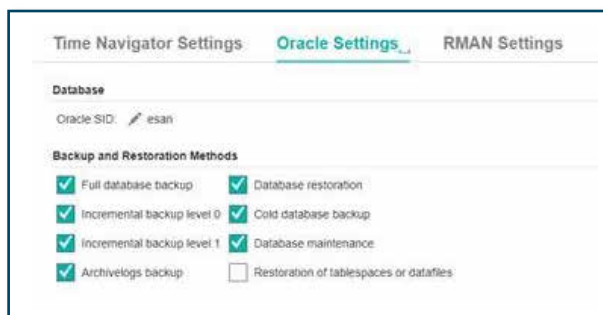 Time Navigator Settings Oracle Settings RMAN Settings
Database
Oracle SID: esan
Backup and Restoration Methods
Full database backup Database restoration
Incremental backup level 0 Cold database backup
Incremental backup level 1 Database maintenance
Archivelogs backup Restoration of tablespaces or datafiles